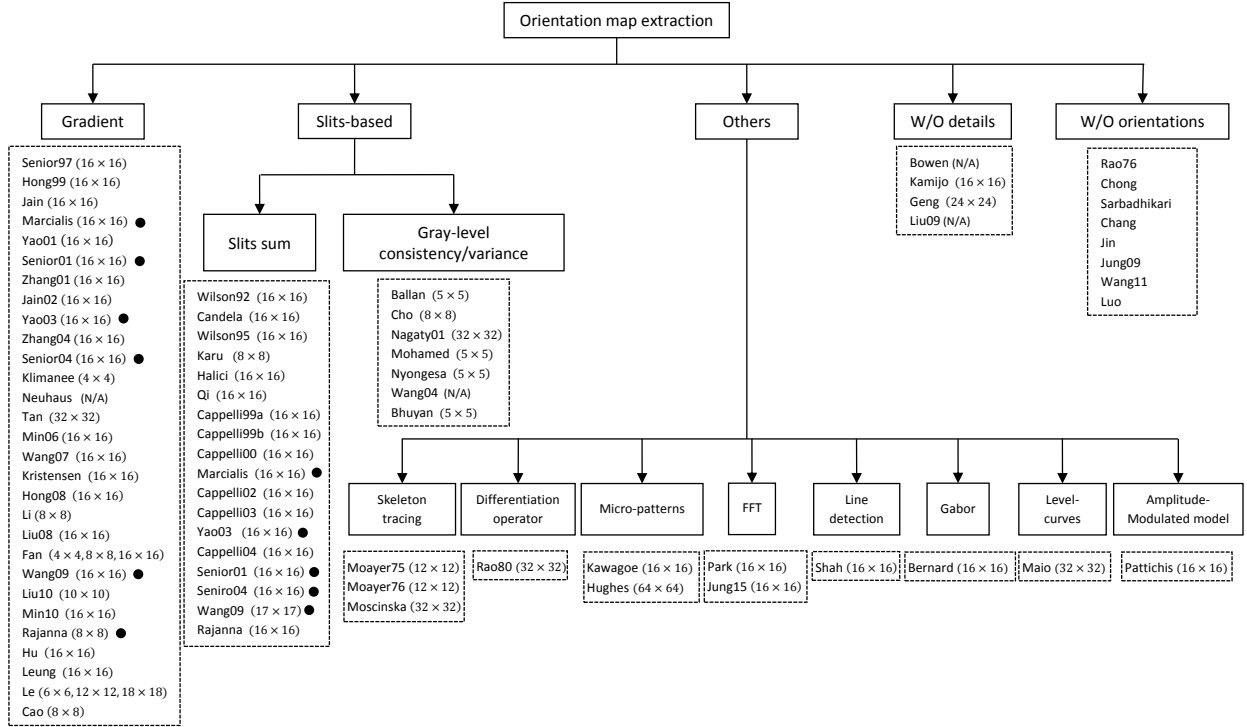 Orientation map extraction
Gradient
Slits-based
Others
W/O details
W/O orientations
Senior97 (16 × 16)
Hong99 (16 × 16)
Jain (16 × 16)
Marcialis (16 × 16) ●
Yao01 (16 × 16)
Senior01 (16 × 16) ●
Zhang01 (16 × 16)
Jain02 (16 × 16)
Yao03 (16 × 16) ●
Zhang04 (16 × 16)
Senior04 (16 × 16) ●
Klimanee (4 × 4)
Neuhaus (N/A)
Tan (32 × 32)
Min06 (16 × 16)
Wang07 (16 × 16)
Kristensen (16 × 16)
Hong08 (16 × 16)
Li (8 × 8)
Liu08 (16 × 16)
Fan (4 × 4, 8 × 8, 16 × 16)
Wang09 (16 × 16) ●
Liu10 (10 × 10)
Min10 (16 × 16)
Rajanna (8 × 8) ●
Hu (16 × 16)
Leung (16 × 16)
Le (6 × 6, 12 × 12, 18 × 18)
Cao (8 × 8)
Slits sum
Gray-level
consistency/variance
Wilson92 (16 × 16)
Candela (16 × 16)
Wilson95 (16 × 16)
Karu (8 × 8)
Halici (16 × 16)
Qi (16 × 16)
Cappelli99a (16 × 16)
Cappelli99b (16 × 16)
Cappelli00 (16 × 16)
Marcialis (16 × 16) ●
Cappelli02 (16 × 16)
Cappelli03 (16 × 16)
Yao03 (16 × 16) ●
Cappelli04 (16 × 16)
Senior01 (16 × 16) ●
Seniro04 (16 × 16) ●
Wang09 (17 × 17) ●
Rajanna (16 × 16)
Ballan (5 × 5)
Cho (8 × 8)
Nagaty01 (32 × 32)
Mohamed (5 × 5)
Nyongesa (5 × 5)
Wang04 (N/A)
Bhuyan (5 × 5)
Bowen (N/A)
Kamijo (16 × 16)
Geng (24 × 24)
Liu09 (N/A)
Rao76
Chong
Sarbadhikari
Chang
Jin
Jung09
Wang11
Luo
Skeleton
tracing
Differentiation
operator
Micro-patterns
FFT
Line
detection
Gabor
Level-
curves
Amplitude-
Modulated model
Moayer75 (12 × 12)
Moayer76 (12 × 12)
Moscinska (32 × 32)
Rao80 (32 × 32)
Kawagoe (16 × 16)
Hughes (64 × 64)
Park (16 × 16)
Jung15 (16 × 16)
Shah (16 × 16)
Bernard (16 × 16)
Maio (32 × 32)
Pattichis (16 × 16)